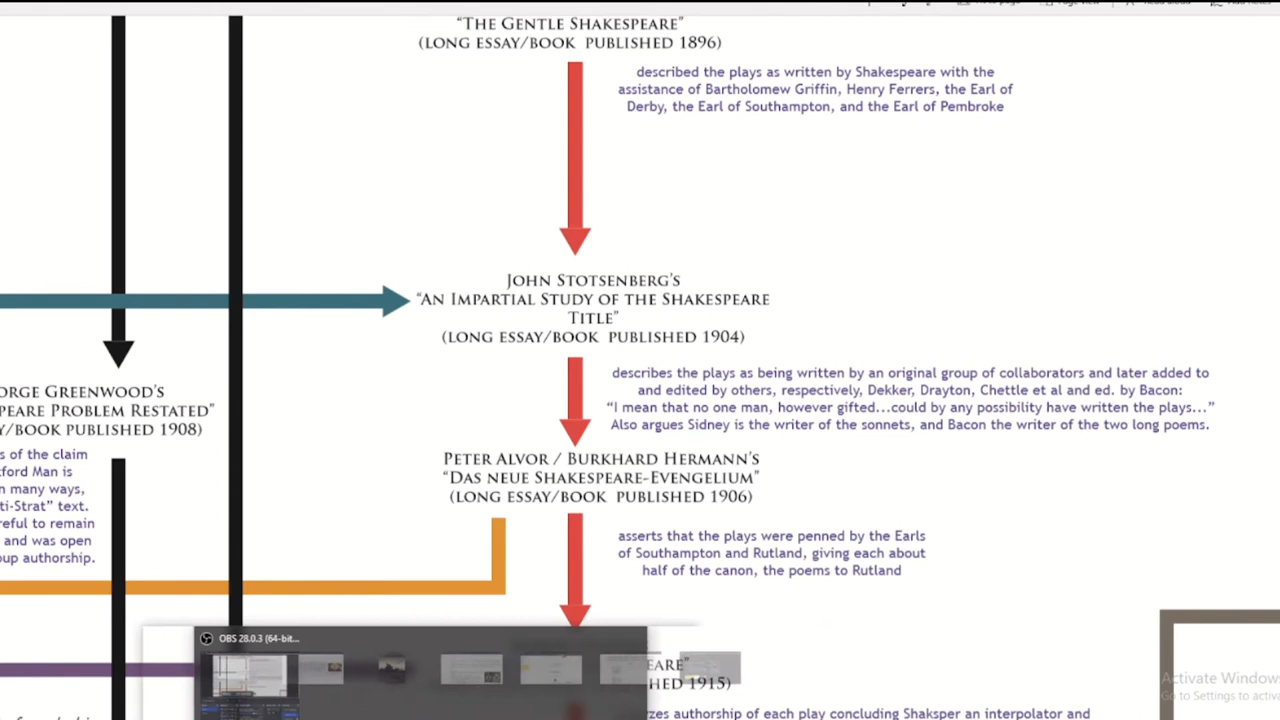 “THE GENTLE SHAKESPEARE”
(LONG ESSAY/BOOK PUBLISHED 1896)
described the plays as written by Shakespeare with the
assistance of Bartholomew Griffin, Henry Ferrers, the Earl of
Derby, the Earl of Southampton, and the Earl of Pembroke
JOHN STOTSENBERG’S
“AN IMPARTIAL STUDY OF THE SHAKESPEARE
TITLE”
(LONG ESSAY/BOOK PUBLISHED 1904)
describes the plays as being written by an original group of collaborators and later added to
and edited by others, respectively, Dekker, Drayton, Chettle et al and ed. by Bacon:
“I mean that no one man, however gifted...could by any possibility have written the plays...”
Also argues Sidney is the writer of the sonnets, and Bacon the writer of the two long poems.
ORGE GREENWOOD’S
PEARE PROBLEM RESTATED”
Y/BOOK PUBLISHED 1908)
s of the claim
ford Man is
n many ways,
ti-Strat” text.
reful to remain
and was open
oup authorship.
PETER ALVOR / BURKHARD HERMANN’S
“DAS NEUE SHAKESPEARE-EVENGELIUM”
(LONG ESSAY/BOOK PUBLISHED 1906)
asserts that the plays were penned by the Earls
of Southampton and Rutland, giving each about
half of the canon, the poems to Rutland
OBS 28.0.3 (64-bit...
EARE”
HED 1915)
zes authorship of each play concluding Shaksper an interpolator and
Activate Windows
Go to Settings to activa